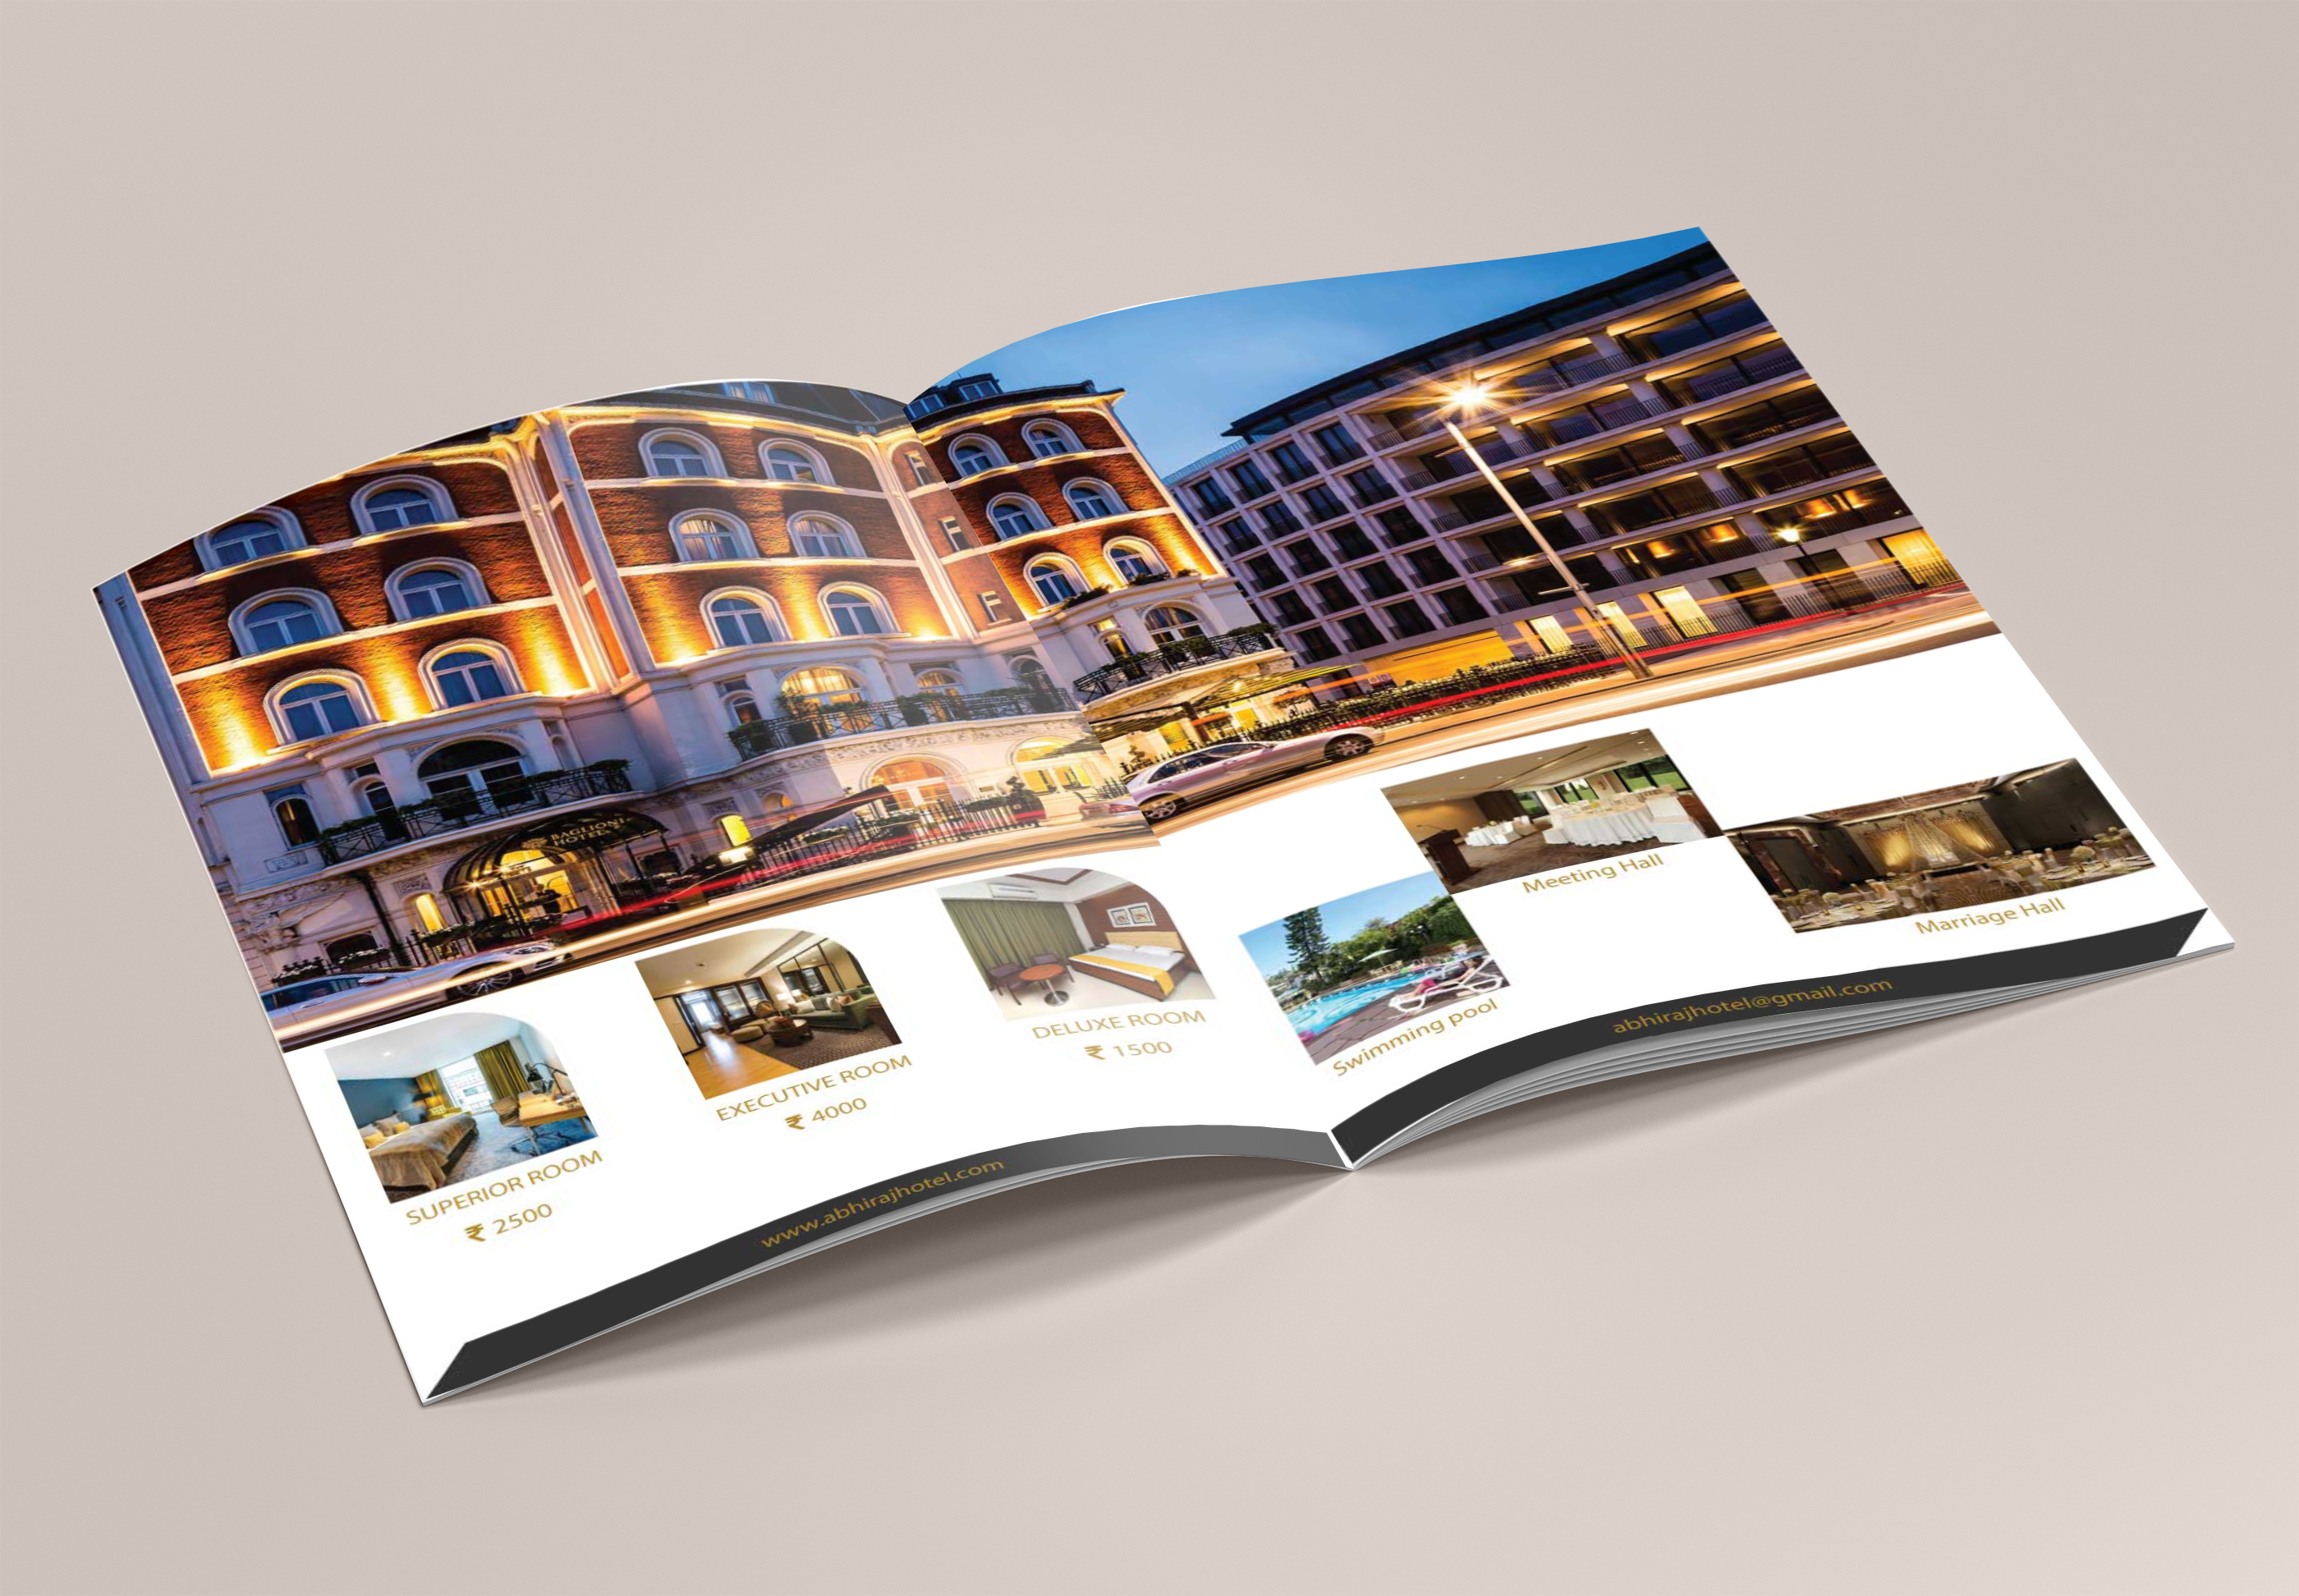 BAGLIONI
HOTEL
SUPERIOR ROOM
₹ 2500
EXECUTIVE ROOM
₹ 4000
DELUXE ROOM
₹ 1500
www.abhirajhotel.com
Swimming pool
Meeting Hall
Marriage Hall
abhirajhotel@gmail.com